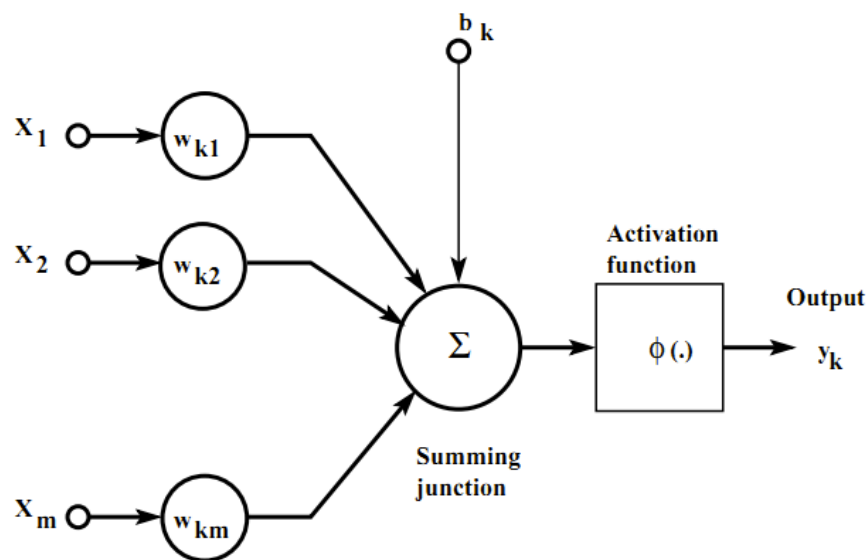 b k
X 1
w k1
X 2
w k2
Activation
function
Output
Σ
ϕ (.)
y k
Summing
junction
X m
w km